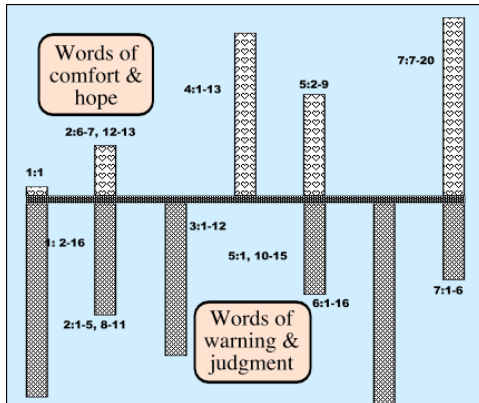 Words of
comfort &
hope
7:7-20
4:1-13
5:2-9
2:6-7, 12-13
1:1
3:1-12
1: 2-16
5:1, 10-15
7:1-6
6:1-16
2:1-5, 8-11
Words of
warning &
judgment